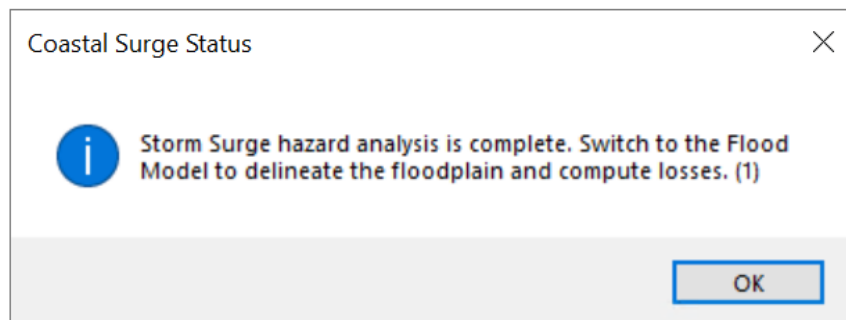 Coastal Surge Status
Storm Surge hazard analysis is complete. Switch to the Flood
Model to delineate the floodplain and compute losses. (1)
OK